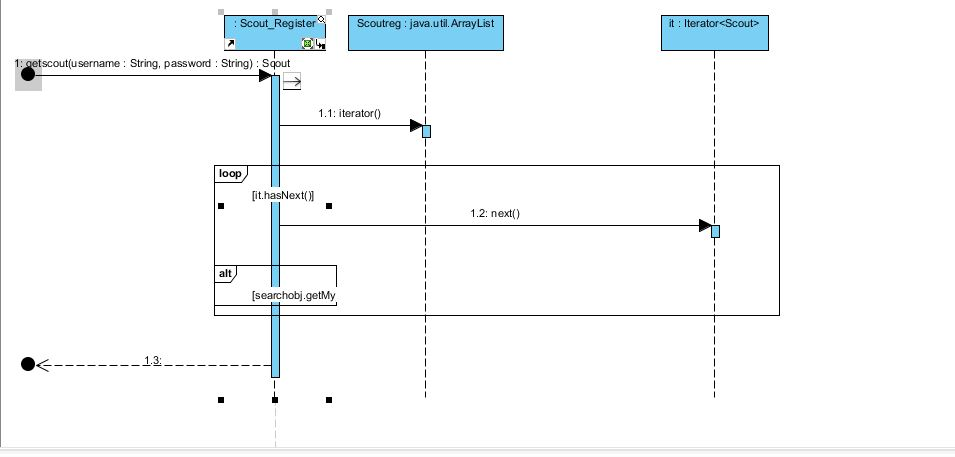 : Scout_Register
Scoutreg : java.util.ArrayList
it : Iterator<Scout>
1: getscout(username : String, password : String) : Scout
1.1: iterator()
loop
[it.hasNext()]
1.2: next()
alt
[searchobj.getMy
1.3: